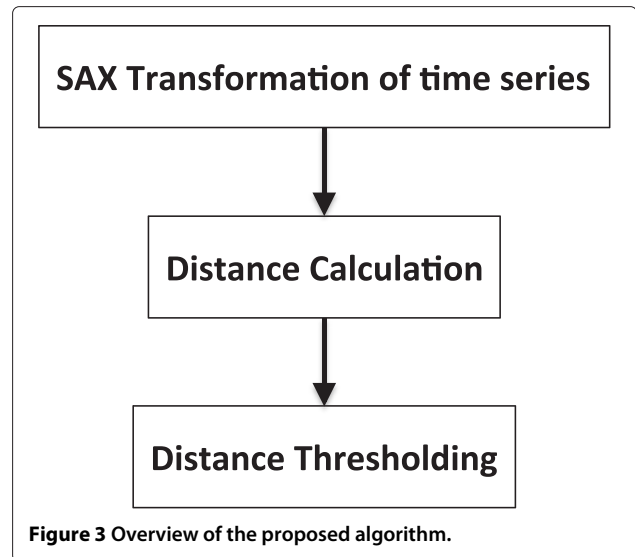 SAX Transformation of time series
Distance Calculation
Distance Thresholding
Figure 3 Overview of the proposed algorithm.